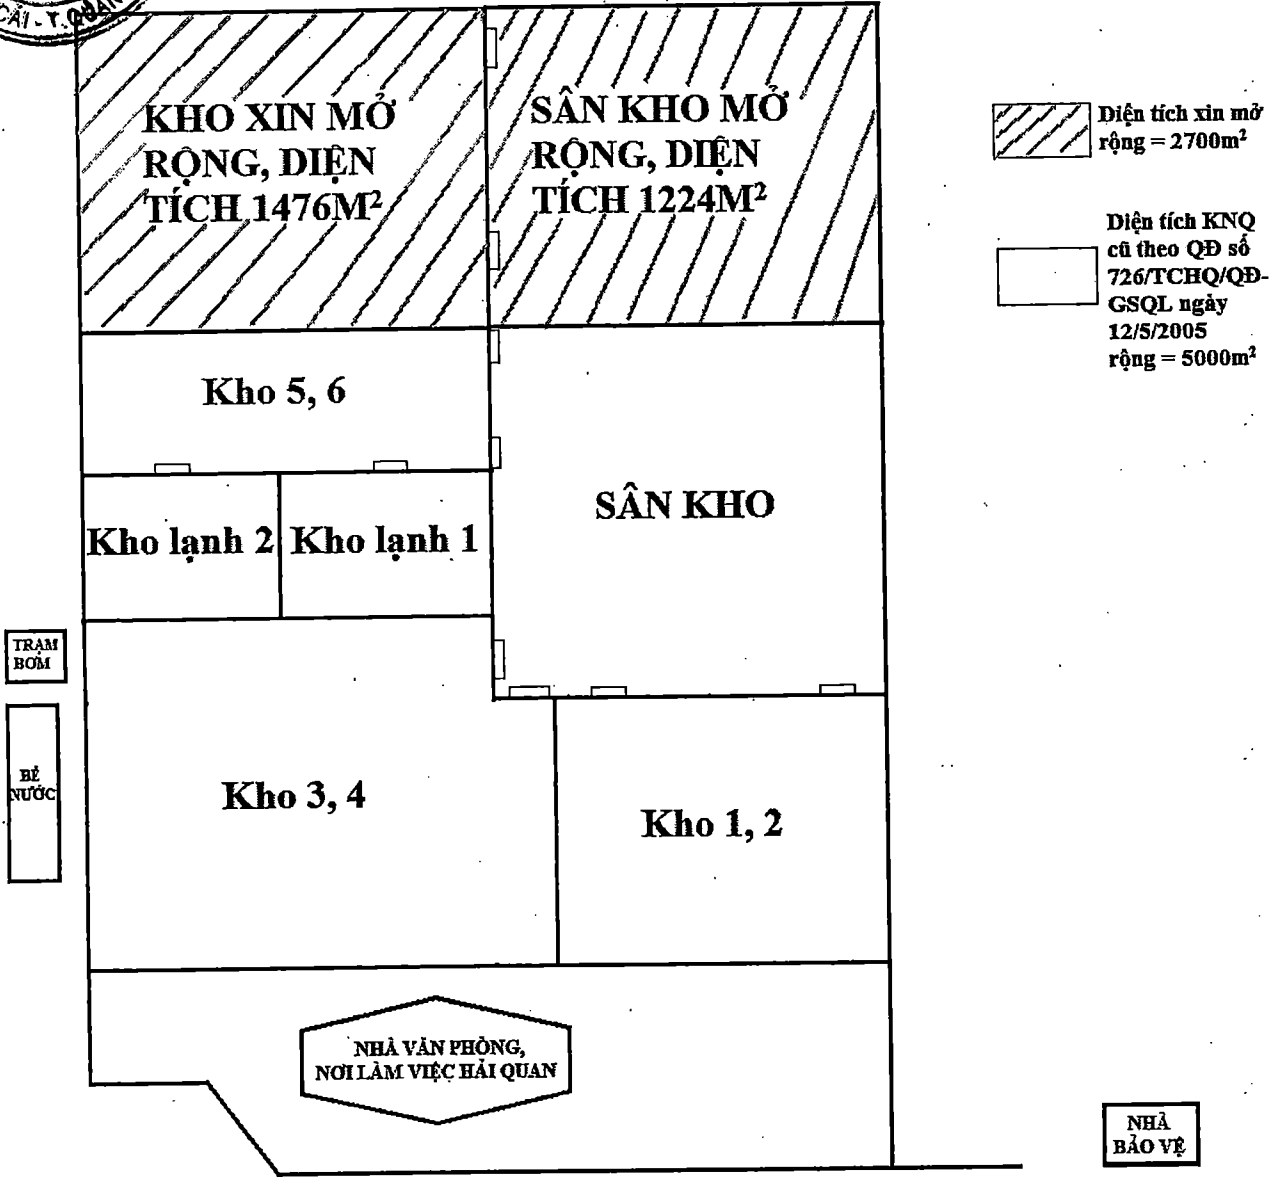 CÁI - T. QUẢN
KHO XIN MỞ
RỘNG, DIỆN
TÍCH 1476M²
SÂN KHO MỞ
RỘNG, DIỆN
TÍCH 1224M²
Diện tích xin mở
rộng = 2700m²
Diện tích KNQ
cũ theo QĐ số
726/TCHQ/QĐ-
GSQL ngày
12/5/2005
rộng = 5000m²
Kho 5, 6
SÂN KHO
Kho lạnh 2
Kho lạnh 1
TRẠM
BƠM
BỂ
NƯỚC
Kho 3, 4
Kho 1, 2
NHÀ VĂN PHÒNG,
NƠI LÀM VIỆC HẢI QUAN
NHÀ
BẢO VỆ